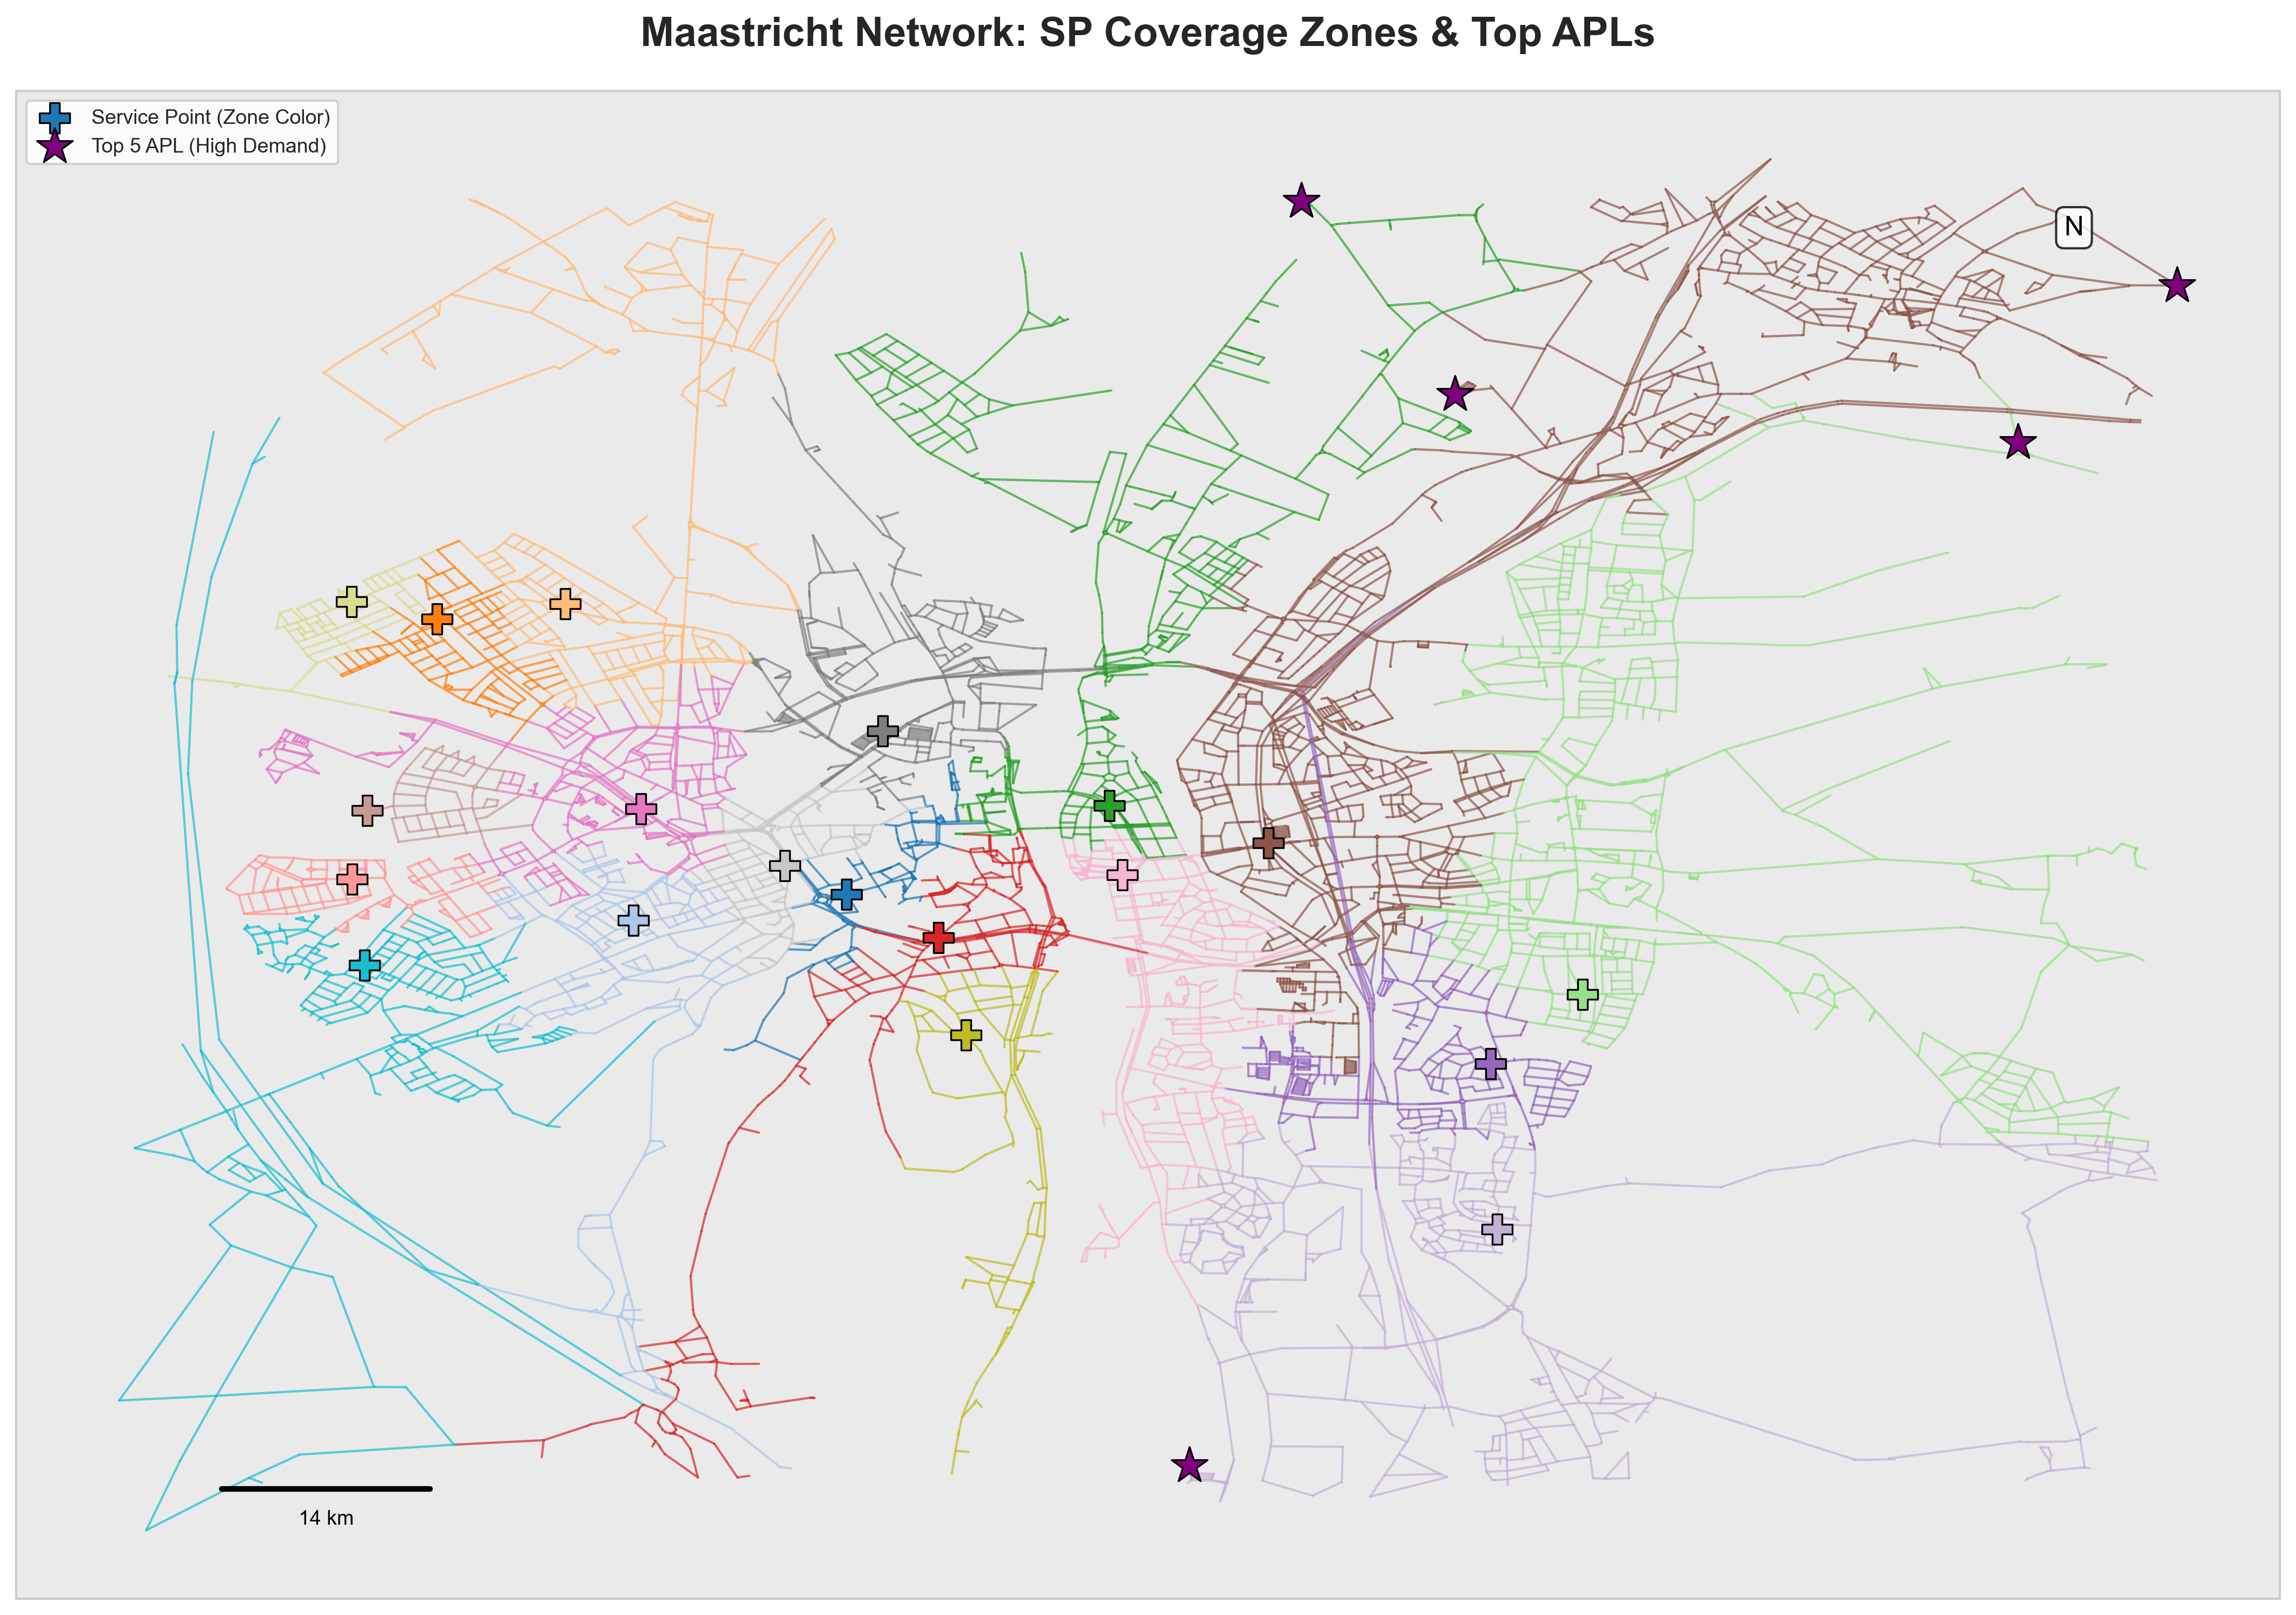 Maastricht Network: SP Coverage Zones & Top APLs
Service Point (Zone Color)
Top 5 APL (High Demand)
N
14 km